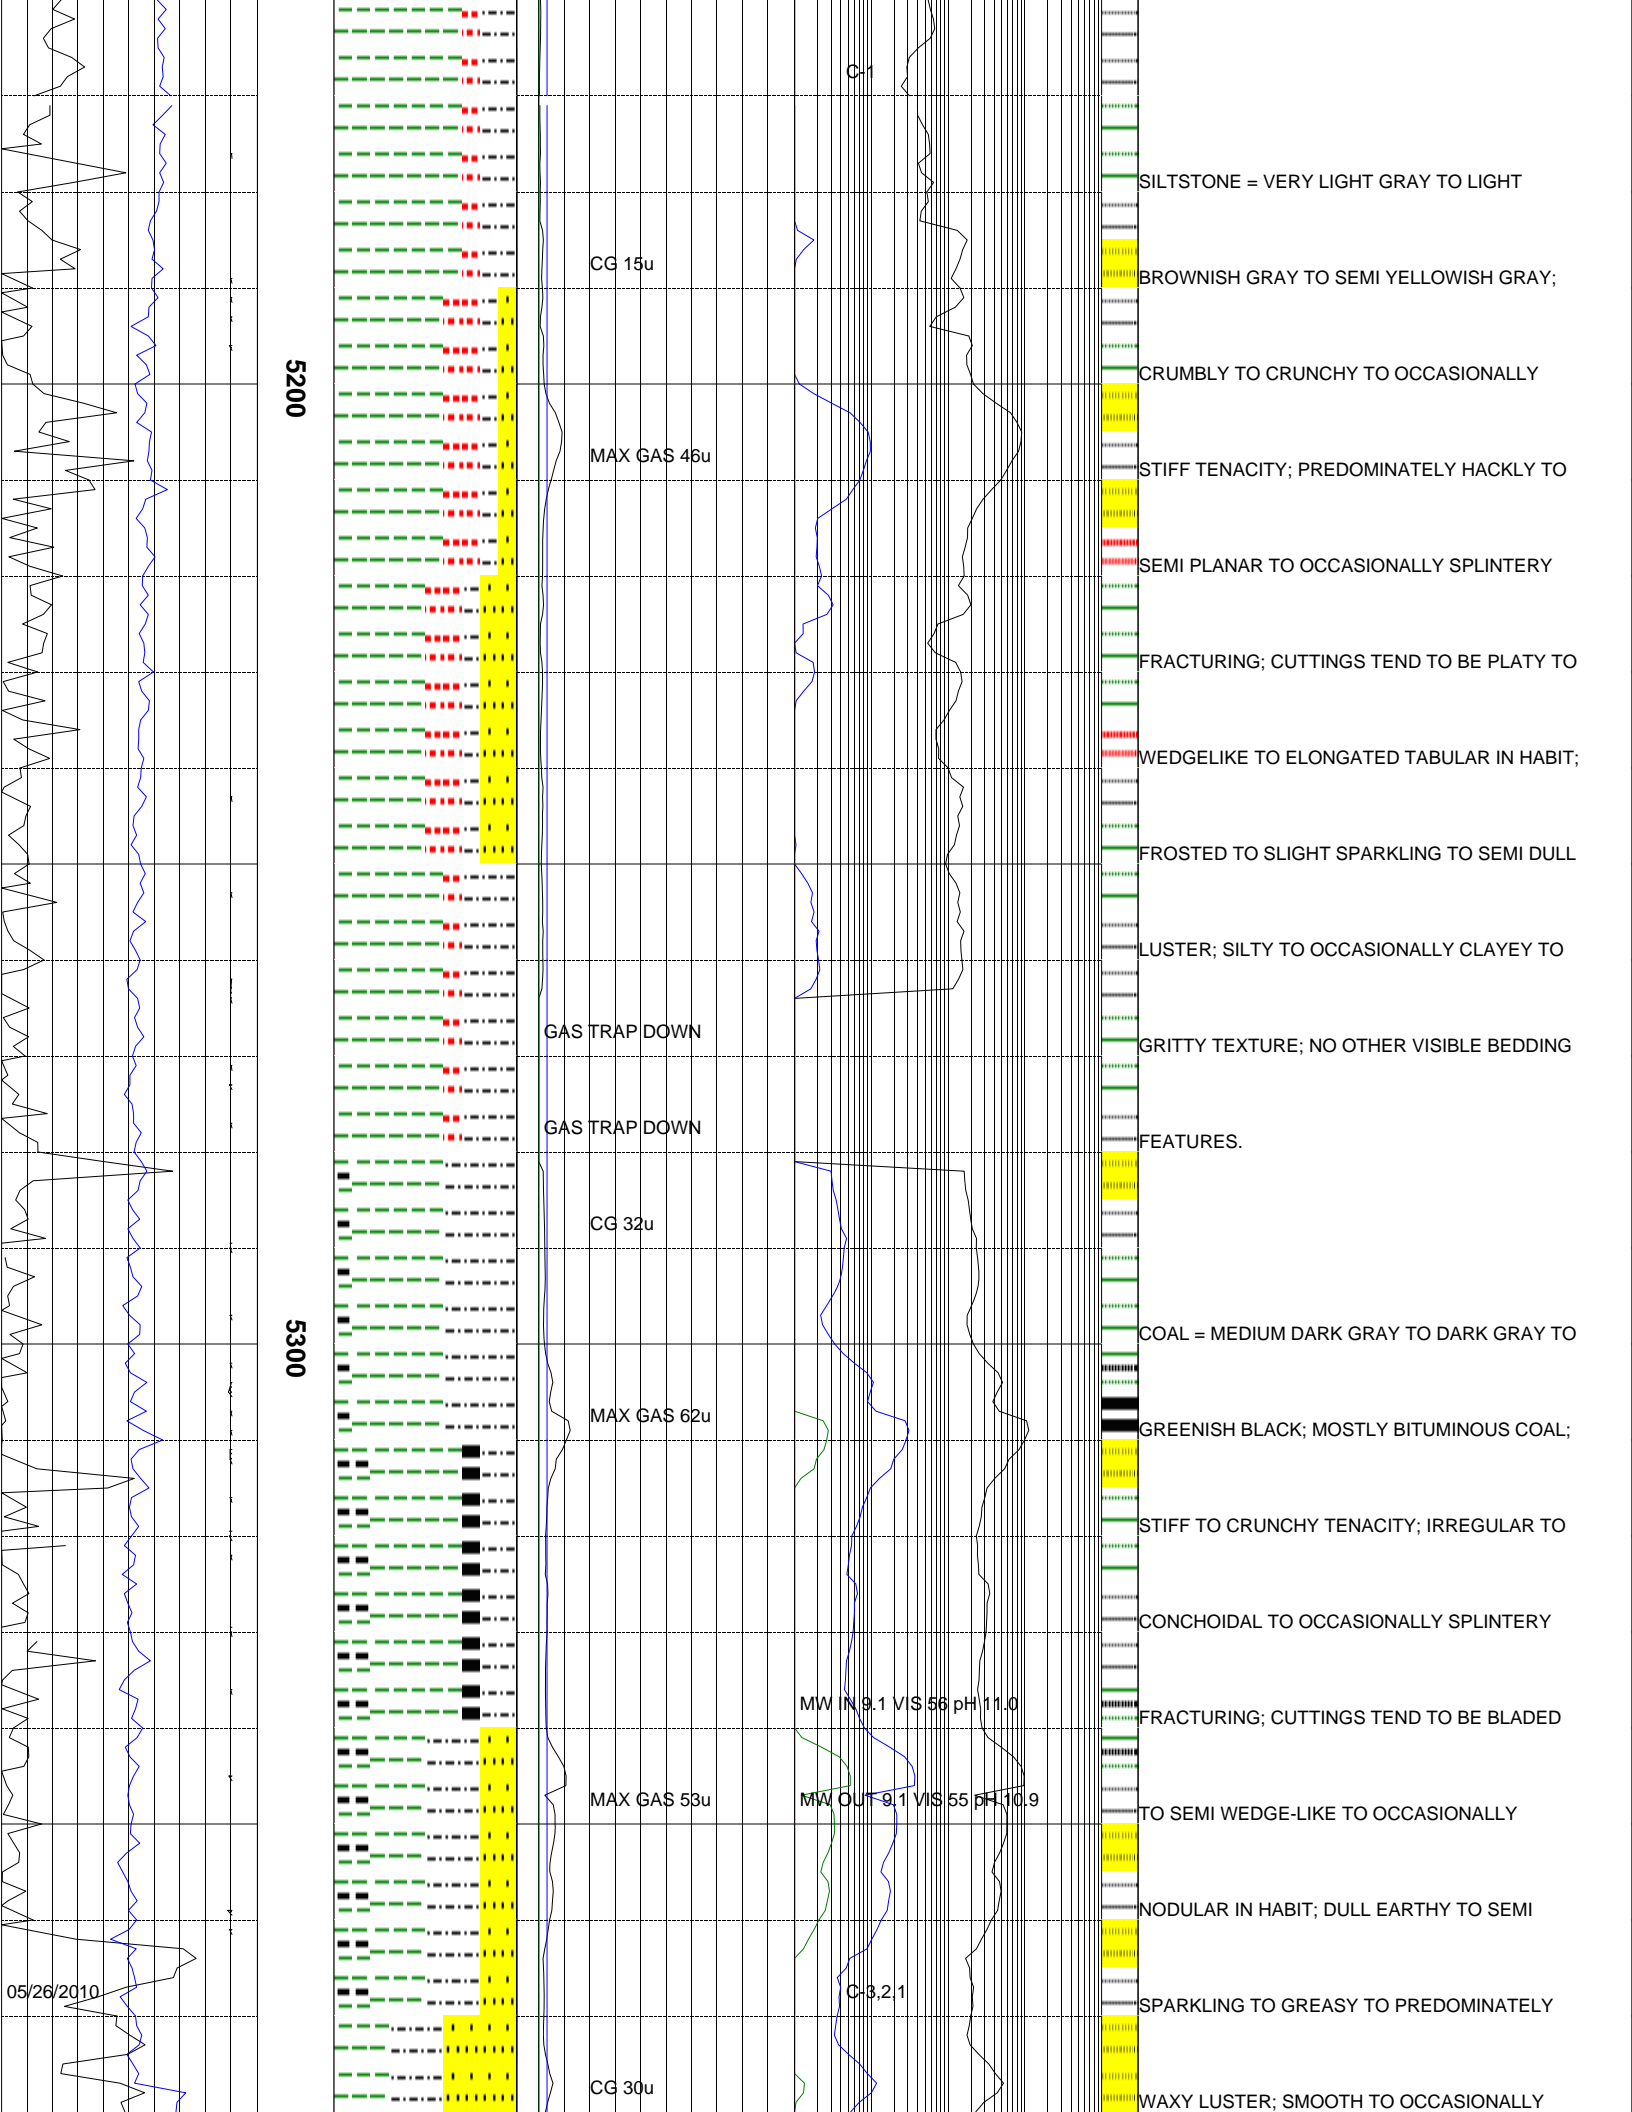 C-1
SILTSTONE = VERY LIGHT GRAY TO LIGHT
CG 15u
BROWNISH GRAY TO SEMI YELLOWISH GRAY;
5200
CRUMBLY TO CRUNCHY TO OCCASIONALLY
MAX GAS 46u
STIFF TENACITY; PREDOMINATELY HACKLY TO
SEMI PLANAR TO OCCASIONALLY SPLINTERY
FRACTURING; CUTTINGS TEND TO BE PLATY TO
WEDGELIKE TO ELONGATED TABULAR IN HABIT;
FROSTED TO SLIGHT SPARKLING TO SEMI DULL
LUSTER; SILTY TO OCCASIONALLY CLAYEY TO
GAS TRAP DOWN
GRITTY TEXTURE; NO OTHER VISIBLE BEDDING
GAS TRAP DOWN
FEATURES.
CG 32u
5300
COAL = MEDIUM DARK GRAY TO DARK GRAY TO
MAX GAS 62u
GREENISH BLACK; MOSTLY BITUMINOUS COAL;
STIFF TO CRUNCHY TENACITY; IRREGULAR TO
CONCHOIDAL TO OCCASIONALLY SPLINTERY
MW IN 9.1 VIS 56 pH 11.0
FRACTURING; CUTTINGS TEND TO BE BLADED
MAX GAS 53u
MW OUT 9.1 VIS 55 pH 10.9
TO SEMI WEDGE-LIKE TO OCCASIONALLY
NODULAR IN HABIT; DULL EARTHY TO SEMI
05/26/2010
C-3,2,1
SPARKLING TO GREASY TO PREDOMINATELY
CG 30u
WAXY LUSTER; SMOOTH TO OCCASIONALLY